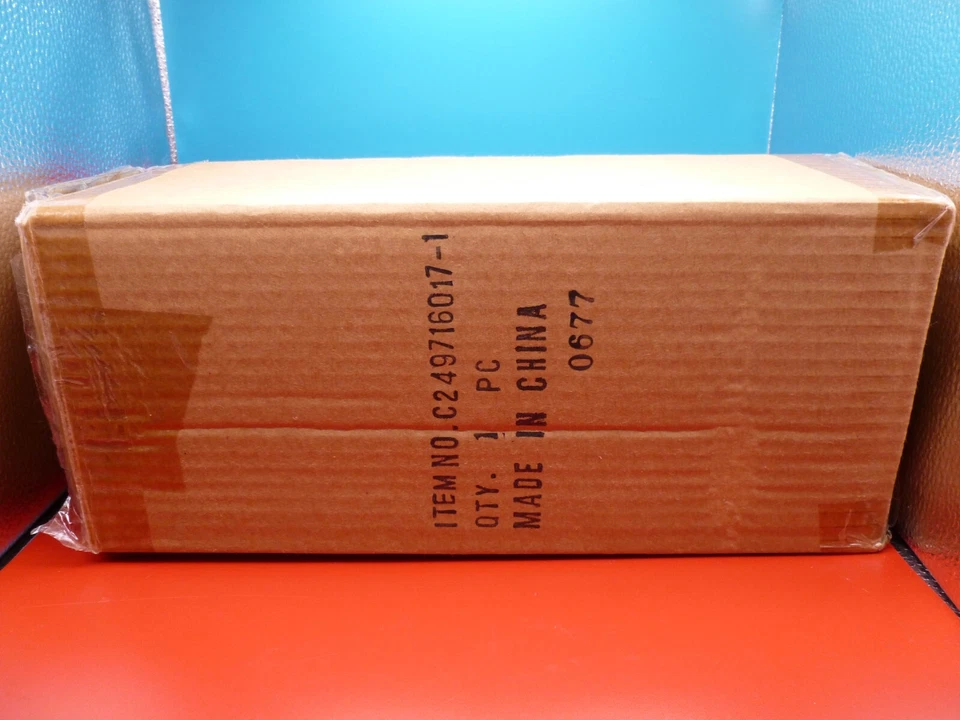 ITEM NO.C249716017-1
QTY. 1 PC
MADE IN CHINA
0677